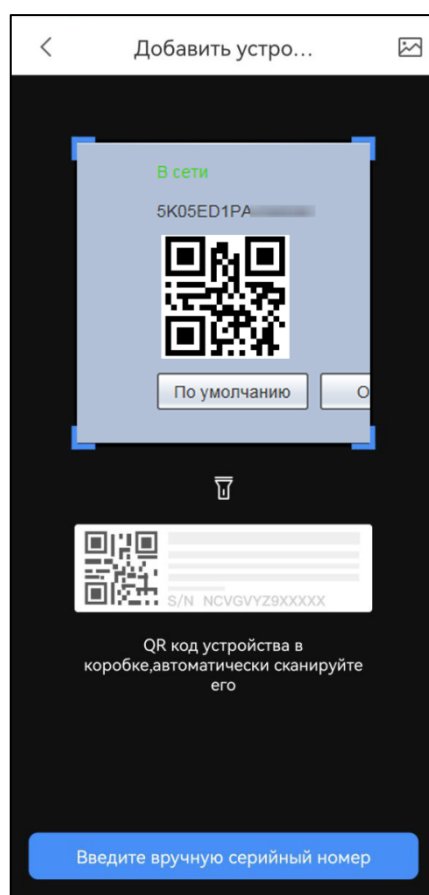 Добавить устро...
В сети
5K05ED1PA
По умолчанию
О
S/N NCVGVYZ9XXXXX
QR код устройства в
коробке,автоматически сканируйте
его
Введите вручную серийный номер